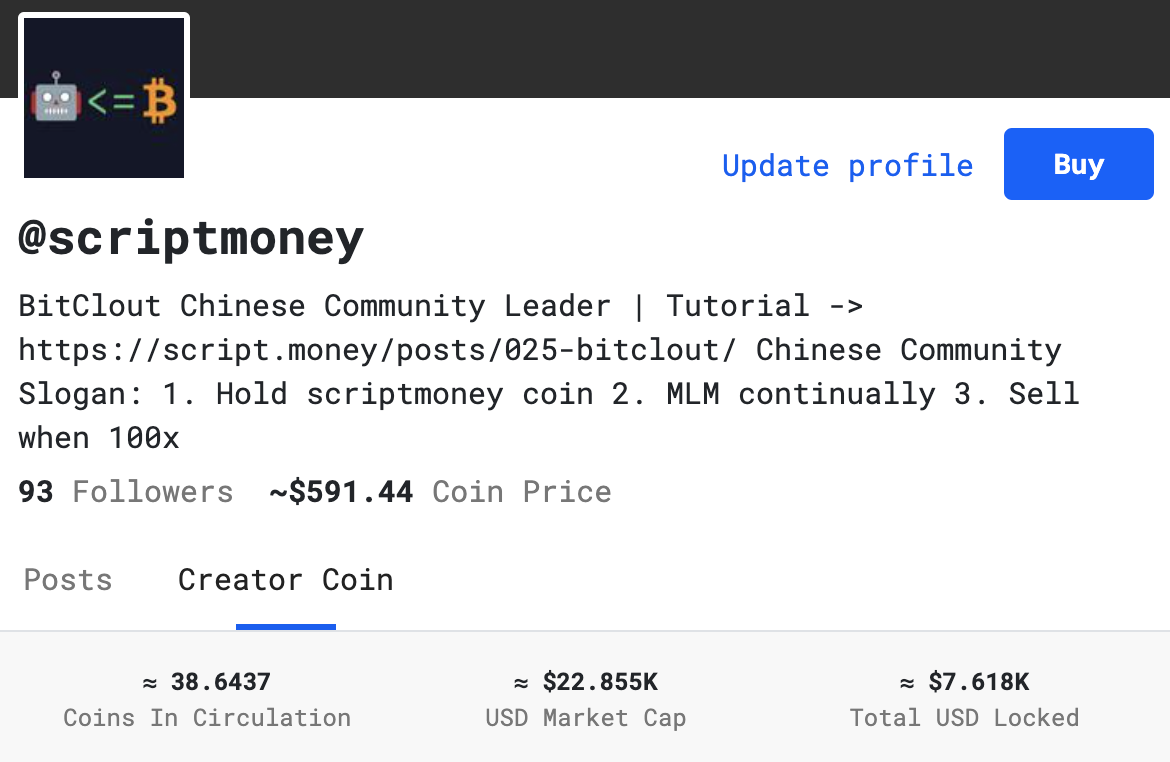 🤖<=₿
Update profile
Buy
@scriptmoney
BitClout Chinese Community Leader | Tutorial ->
https://script.money/posts/025-bitclout/ Chinese Community
Slogan: 1. Hold scriptmoney coin 2. MLM continually 3. Sell
when 100x
93 Followers ~$591.44 Coin Price
Posts Creator Coin
≈ 38.6437 ≈ $22.855K ≈ $7.618K
Coins In Circulation USD Market Cap Total USD Locked